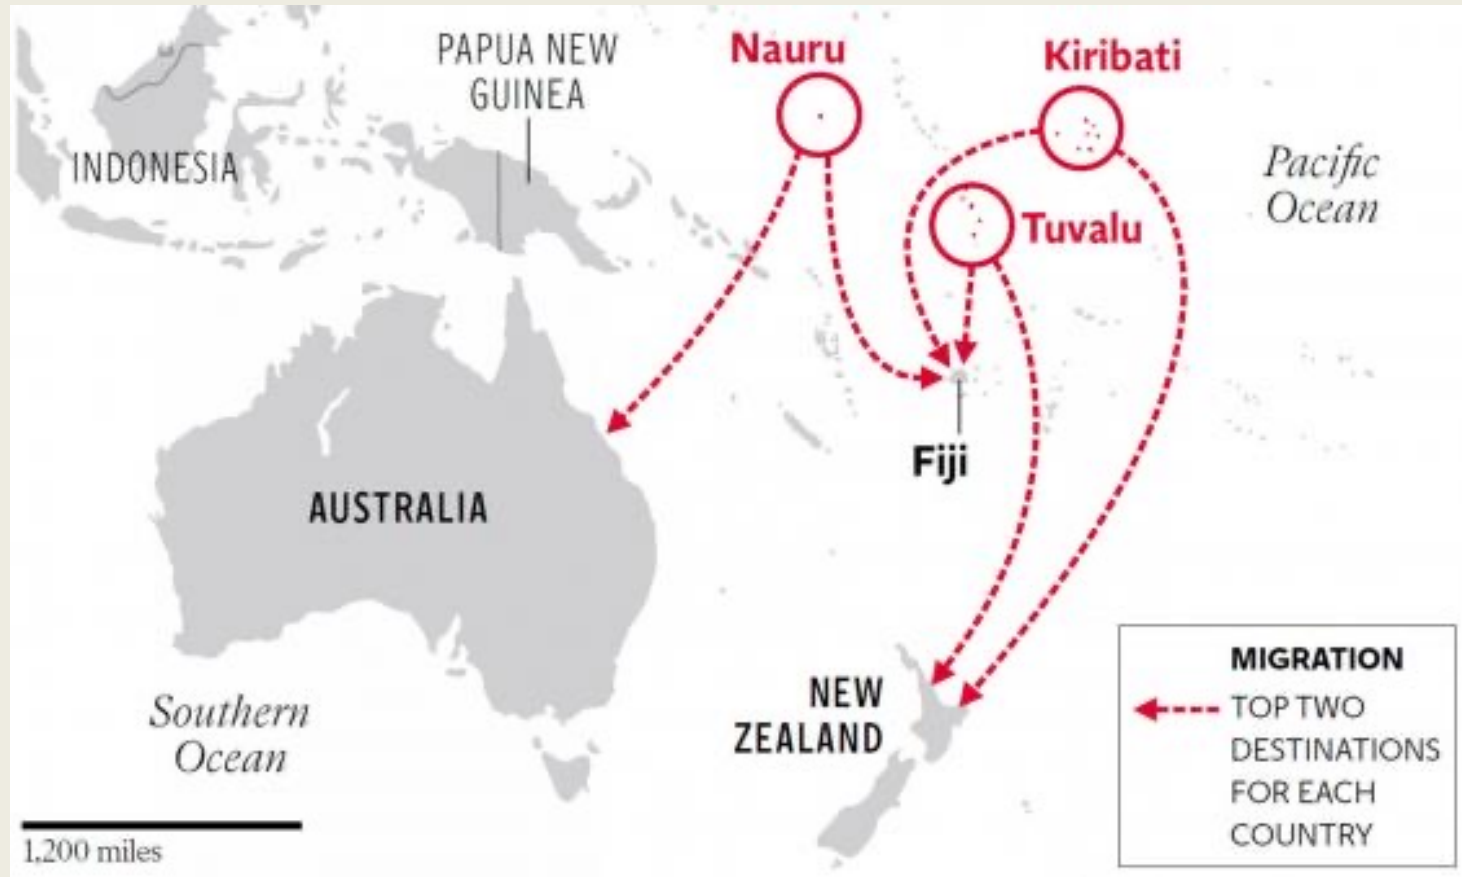 PAPUA NEW
GUINEA
Nauru
Kiribati
INDONESIA
Pacific
Ocean
Tuvalu
Fiji
AUSTRALIA
NEW
ZEALAND
Southern
Ocean
1,200 miles
MIGRATION
TOP TWO
DESTINATIONS
FOR EACH
COUNTRY